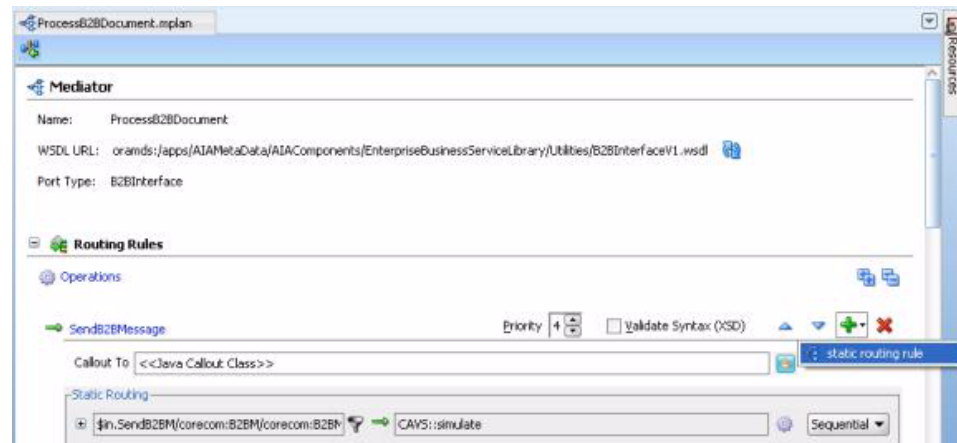 ProcessB2BDocument.mplan
Resources
Mediator
Name: ProcessB2BDocument
WSDL URL: oramds:/apps/AIAMetaData/AIAComponents/EnterpriseBusinessServiceLibrary/Utilities/B2BInterfaceV1.wsdl
Port Type: B2BInterface
Routing Rules
Operations
SendB2BMessage Priority 4 Validate Syntax (XSD)
static routing rule
Callout To <<Java Callout Class>>
Static Routing
$in.SendB2BM/corecom:B2BM/corecom:B2BM CAVS::simulate Sequential